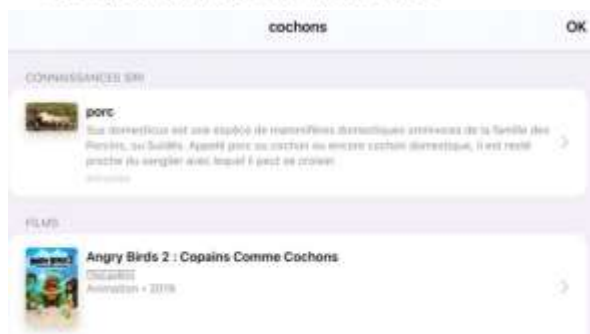 cochons
OK
CONNAISSANCES SIRI
porc
Sus domesticus est une espèce de mammifères domestiques omnivores de la famille des
Porcins, ou Suidés. Appelé porc ou cochon ou encore cochon domestique, il est resté
proche du sanglier avec lequel il peut se croiser.
FILMS
Angry Birds 2 : Copains Comme Cochons
Animation • 2019